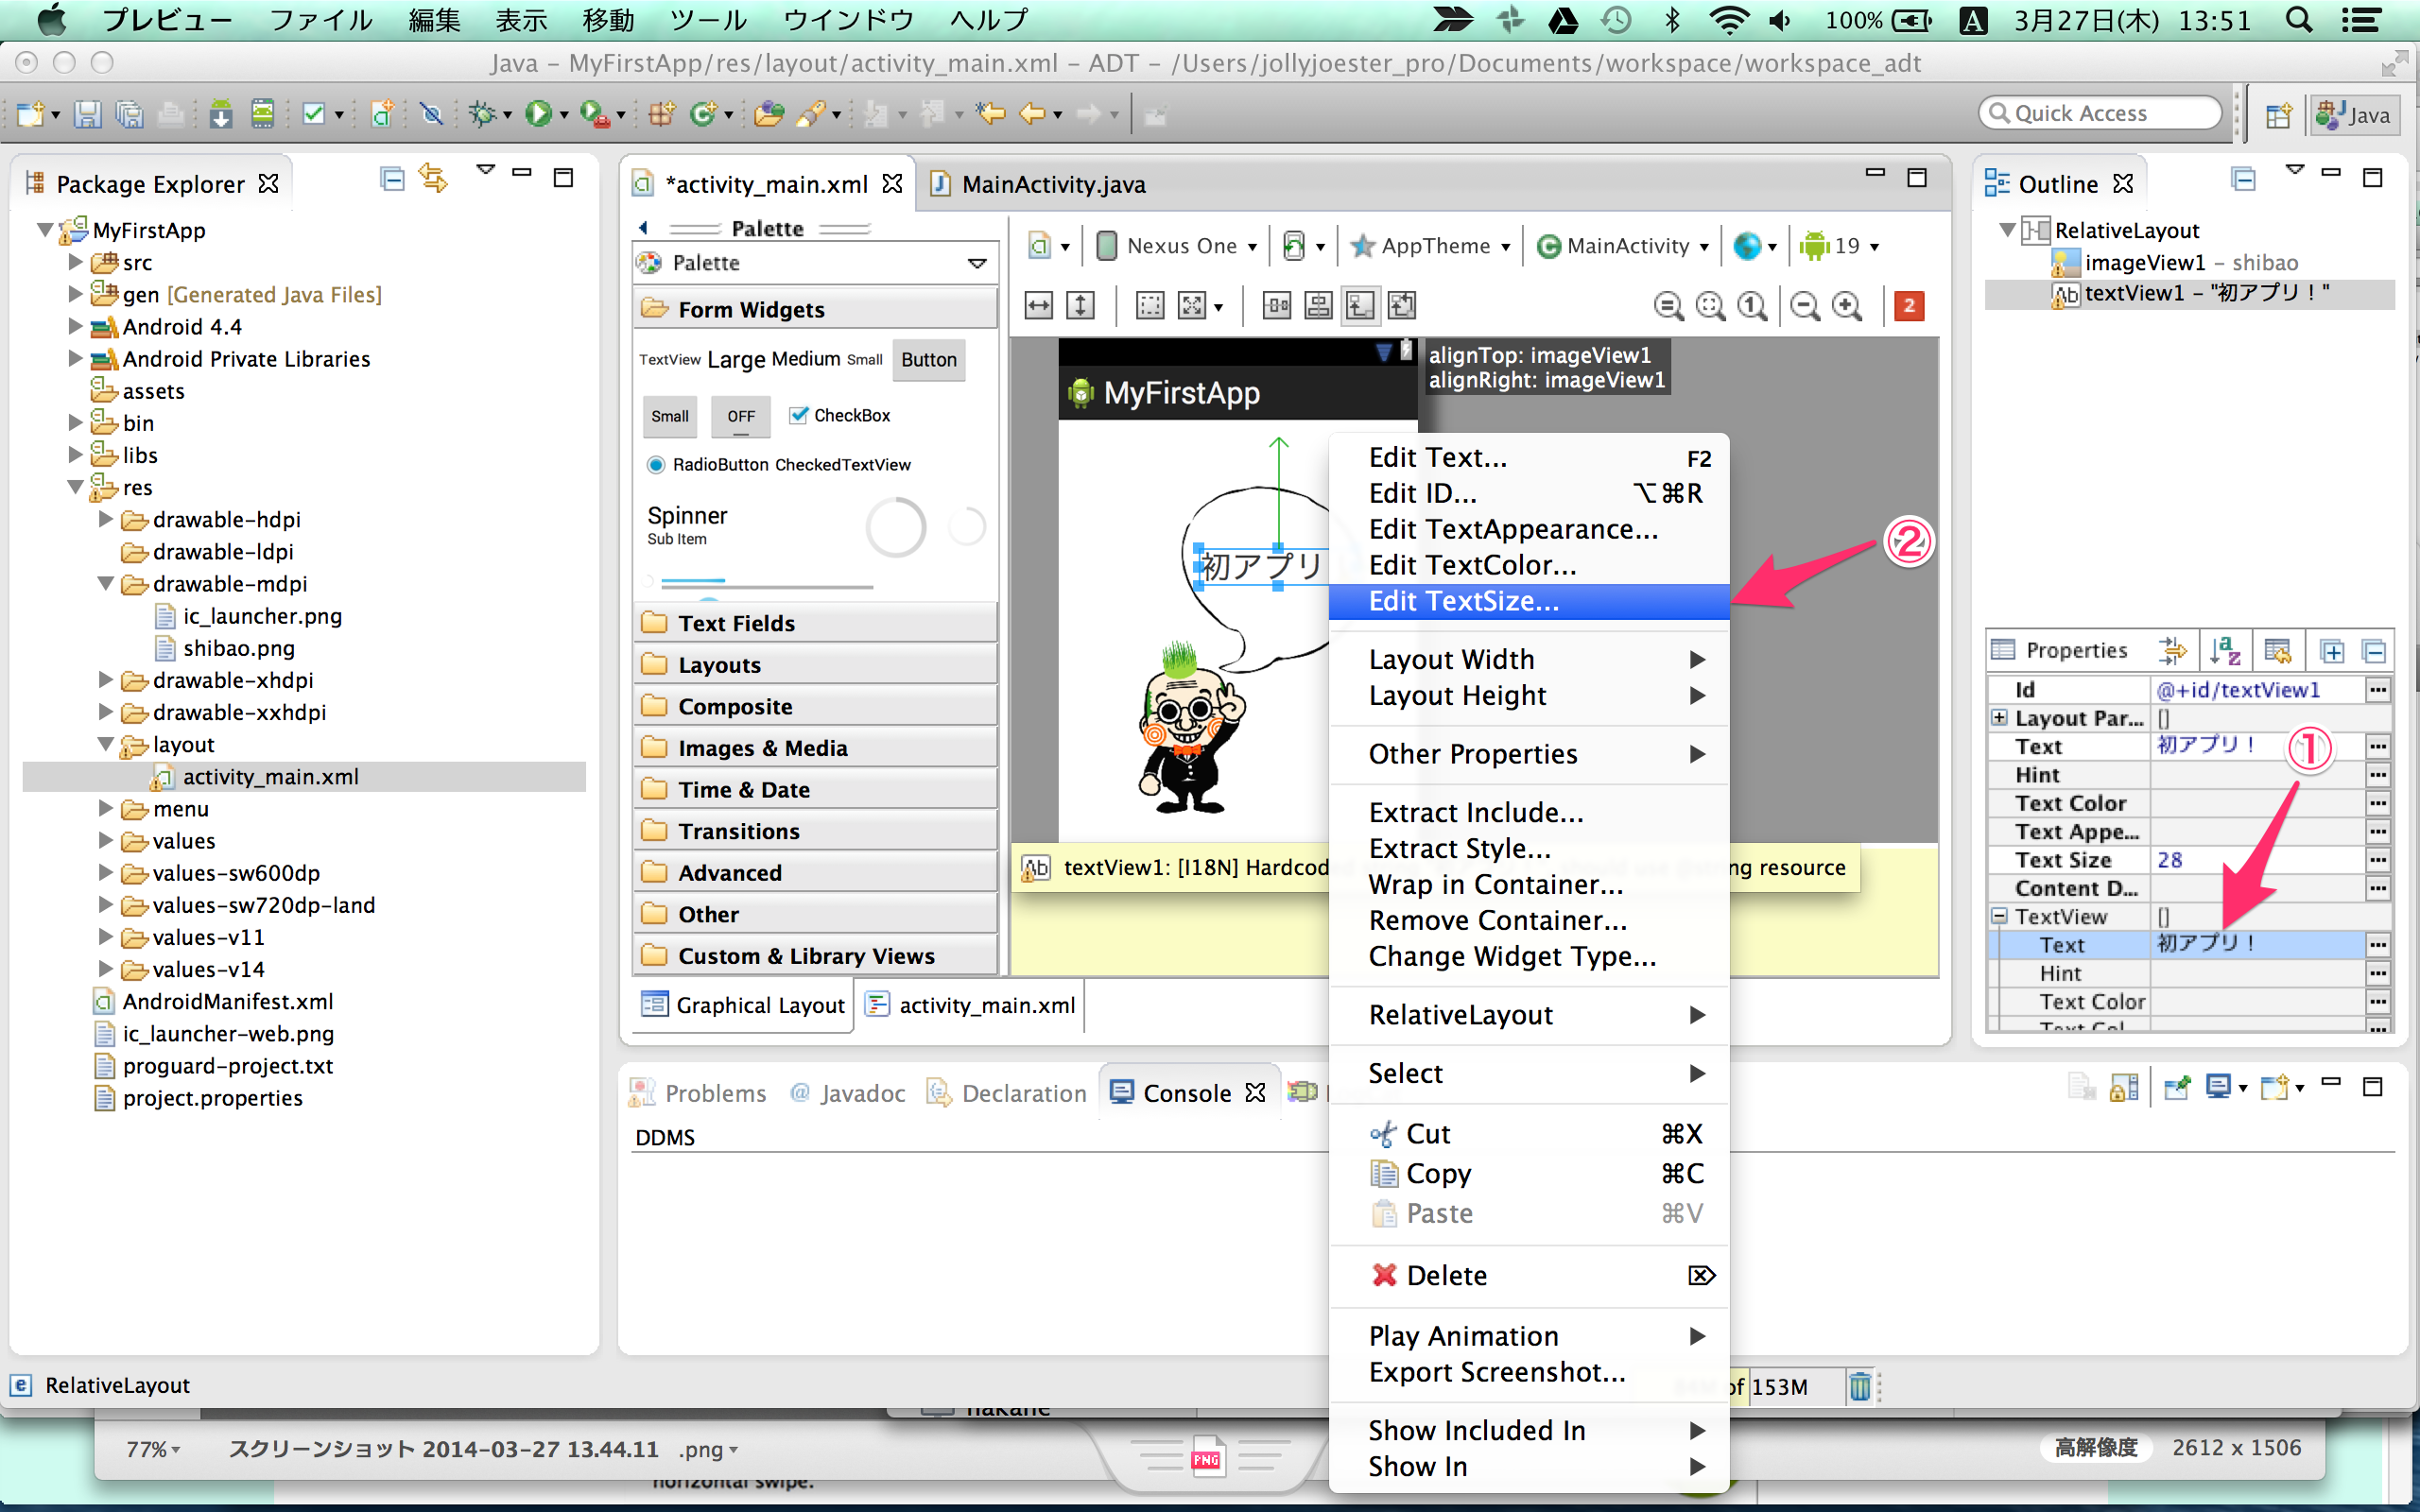 プレビュー ファイル 編集 表示 移動 ツール ウインドウ ヘルプ 100% A 3月27日(木) 13:51
Java – MyFirstApp/res/layout/activity_main.xml – ADT – /Users/jollyjoester_pro/Documents/workspace/workspace_adt
Quick Access
Java
Package Explorer
MyFirstApp
src
gen [Generated Java Files]
Android 4.4
Android Private Libraries
assets
bin
libs
res
drawable-hdpi
drawable-ldpi
drawable-mdpi
ic_launcher.png
shibao.png
drawable-xhdpi
drawable-xxhdpi
layout
activity_main.xml
menu
values
values-sw600dp
values-sw720dp-land
values-v11
values-v14
AndroidManifest.xml
ic_launcher-web.png
proguard-project.txt
project.properties
*activity_main.xml
MainActivity.java
Palette
Palette
Form Widgets
TextView Large Medium Small Button
Small OFF CheckBox
RadioButton CheckedTextView
Spinner
Sub Item
Text Fields
Layouts
Composite
Images & Media
Time & Date
Transitions
Advanced
Other
Custom & Library Views
Nexus One AppTheme MainActivity 19
2
MyFirstApp
alignTop: imageView1
alignRight: imageView1
初アプリ
textView1: [I18N] Hardcod
ng resource
Graphical Layout
activity_main.xml
Edit Text... F2
Edit ID... ⌥⌘R
Edit TextAppearance...
Edit TextColor...
Edit TextSize...
Layout Width
Layout Height
Other Properties
Extract Include...
Extract Style...
Wrap in Container...
Remove Container...
Change Widget Type...
RelativeLayout
Select
Cut ⌘X
Copy ⌘C
Paste ⌘V
Delete
Play Animation
Export Screenshot...
Show Included In
Show In
②
①
Outline
RelativeLayout
imageView1 – shibao
textView1 – "初アプリ！"
Properties
Id @+id/textView1
Layout Par... []
Text 初アプリ！
Hint
Text Color
Text Appe...
Text Size 28
Content D...
TextView []
Text 初アプリ！
Hint
Text Color
Problems
Javadoc
Declaration
Console
DDMS
RelativeLayout
of 153M
77%
スクリーンショット 2014-03-27 13.44.11 .png
PNG
高解像度 2612 x 1506
horizontal swipe.